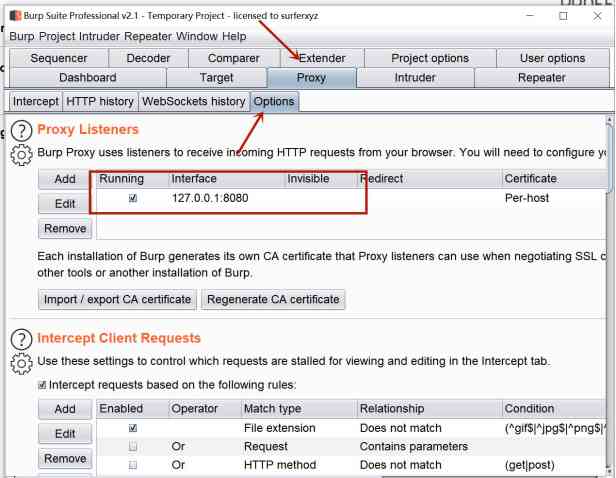 Burp Suite Professional v2.1 - Temporary Project - licensed to surferxyz
Burp Project Intruder Repeater Window Help
Sequencer Decoder Comparer Extender Project options User options
Dashboard Target Proxy Intruder Repeater
Intercept HTTP history WebSockets history Options
? Proxy Listeners
Burp Proxy uses listeners to receive incoming HTTP requests from your browser. You will need to configure
Add Running Interface Invisible Redirect Certificate
Edit 127.0.0.1:8080 Per-host
Remove
Each installation of Burp generates its own CA certificate that Proxy listeners can use when negotiating SSL c
other tools or another installation of Burp.
Import / export CA certificate Regenerate CA certificate
? Intercept Client Requests
Use these settings to control which requests are stalled for viewing and editing in the Intercept tab.
Intercept requests based on the following rules:
Add Enabled Operator Match type Relationship Condition
File extension Does not match (^gif$|^jpg$|^png$|^
Edit Or Request Contains parameters
Remove Or HTTP method Does not match (get|post)